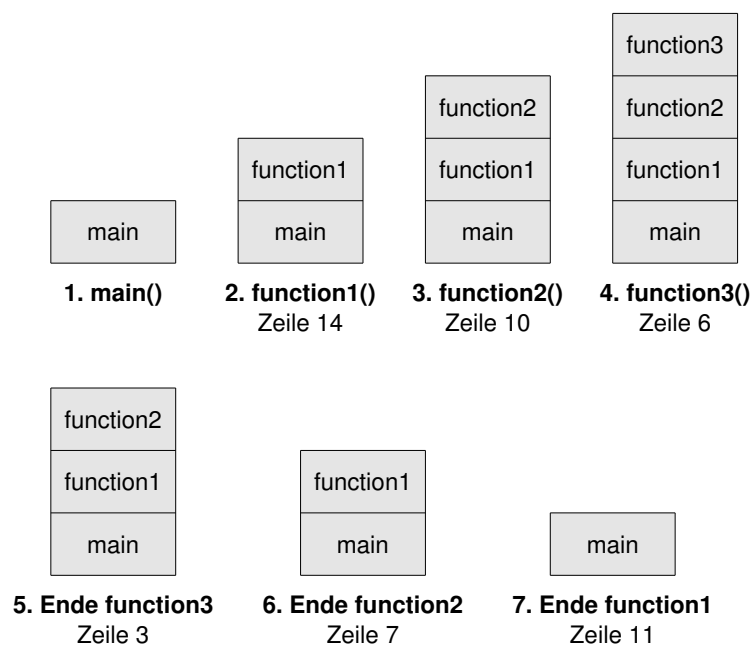 function3
function2
function2
function1
function1
function1
main
main
main
main
1. main()
2. function1()
3. function2()
4. function3()
Zeile 14
Zeile 10
Zeile 6
function2
function1
function1
main
main
main
5. Ende function3
6. Ende function2
7. Ende function1
Zeile 3
Zeile 7
Zeile 11